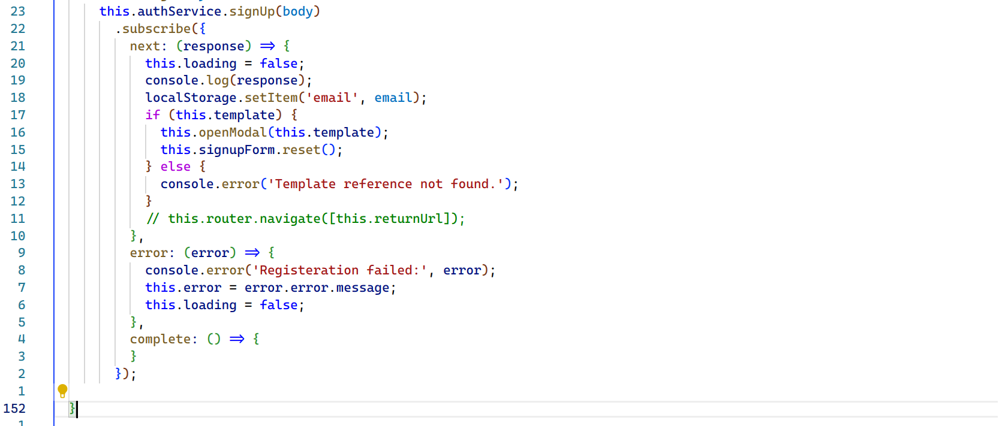 23 this.authService.signUp(body)
22 .subscribe({
21 next: (response) => {
20 this.loading = false;
19 console.log(response);
18 localStorage.setItem('email', email);
17 if (this.template) {
16 this.openModal(this.template);
15 this.signupForm.reset();
14 } else {
13 console.error('Template reference not found.');
12 }
11 // this.router.navigate([this.returnUrl]);
10 },
9 error: (error) => {
8 console.error('Registeration failed:', error);
7 this.error = error.error.message;
6 this.loading = false;
5 },
4 complete: () => {
3 }
2 });
1
152 }
1